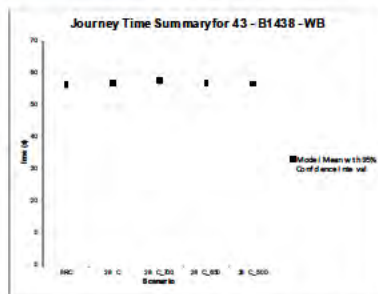 Journey Time Summary for 43 - B1438 - WB
70
60
50
40
30
20
10
0
Time (s)
Scenario
Model Mean with 95%
Confidence Interval